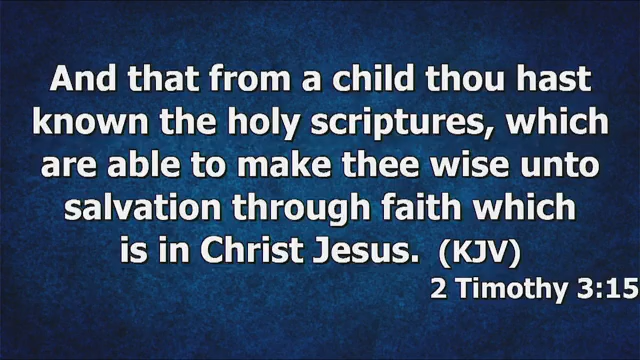 And that from a child thou hast
known the holy scriptures, which
are able to make thee wise unto
salvation through faith which
is in Christ Jesus. (KJV)
2 Timothy 3:15